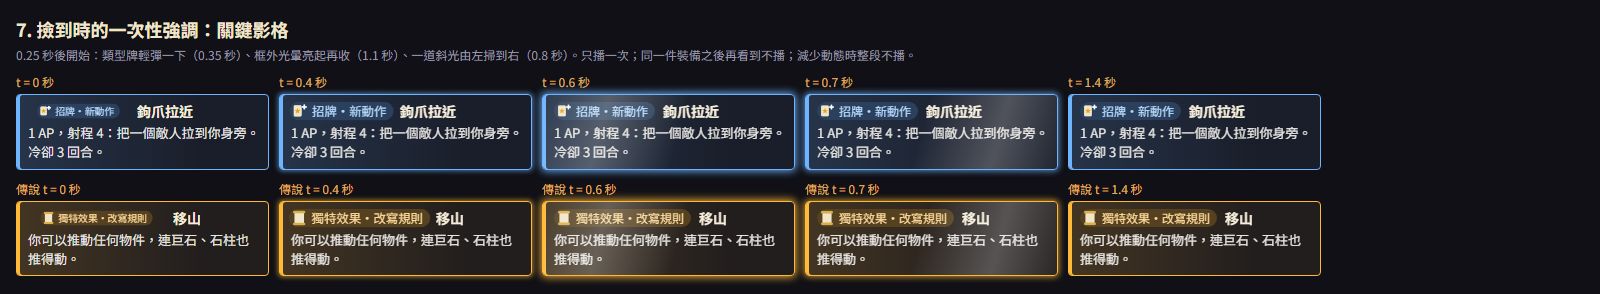 7. 撿到時的一次性強調：關鍵影格
0.25 秒後開始：類型牌輕彈一下（0.35 秒）、框外光暈亮起再收（1.1 秒）、一道斜光由左掃到右（0.8 秒）。只播一次；同一件裝備之後再看到不播；減少動態時整段不播。
t = 0 秒
招牌・新動作 鉤爪拉近
1 AP，射程 4：把一個敵人拉到你身旁。
冷卻 3 回合。
t = 0.4 秒
招牌・新動作 鉤爪拉近
1 AP，射程 4：把一個敵人拉到你身旁。
冷卻 3 回合。
t = 0.6 秒
招牌・新動作 鉤爪拉近
1 AP，射程 4：把一個敵人拉到你身旁。
冷卻 3 回合。
t = 0.7 秒
招牌・新動作 鉤爪拉近
1 AP，射程 4：把一個敵人拉到你身旁。
冷卻 3 回合。
t = 1.4 秒
招牌・新動作 鉤爪拉近
1 AP，射程 4：把一個敵人拉到你身旁。
冷卻 3 回合。
傳說 t = 0 秒
獨特效果・改寫規則 移山
你可以推動任何物件，連巨石、石柱也
推得動。
傳說 t = 0.4 秒
獨特效果・改寫規則 移山
你可以推動任何物件，連巨石、石柱也
推得動。
傳說 t = 0.6 秒
獨特效果・改寫規則 移山
你可以推動任何物件，連巨石、石柱也
推得動。
傳說 t = 0.7 秒
獨特效果・改寫規則 移山
你可以推動任何物件，連巨石、石柱也
推得動。
傳說 t = 1.4 秒
獨特效果・改寫規則 移山
你可以推動任何物件，連巨石、石柱也
推得動。